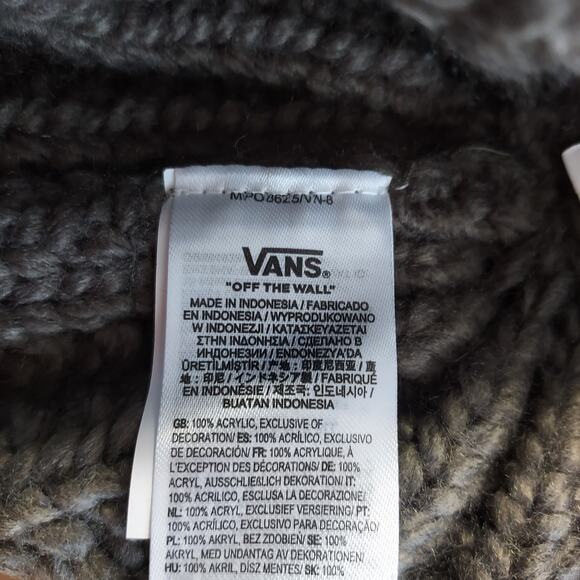 VANS®
"OFF THE WALL"
MADE IN INDONESIA / FABRICADO
EN INDONESIA / WYPRODUKOWANO
W INDONEZJI / ΚΑΤΑΣΚΕΥΑΖΕΤΑΙ
ΣΤΗΝ ΙΝΔΟΝΗΣΙΑ / СДЕЛАНО В
ИНДОНЕЗИИ / ENDONEZYA'DA
ÜRETİLMİSTİR / 产地：印度尼西亚 / 產
地：印尼 / インドネシア製 / FABRIQUÉ
EN INDONÉSIE / 제조국: 인도네시아 /
BUATAN INDONESIA
GB: 100% ACRYLIC, EXCLUSIVE OF
DECORATION/ ES: 100% ACRÍLICO, EXCLUSIVO
DE DECORACIÓN/ FR: 100% ACRYLIQUE, À
L'EXCEPTION DES DÉCORATIONS/ DE: 100%
ACRYL, AUSSCHLIEßLICH DEKORATION/ IT:
100% ACRILICO, ESCLUSA LA DECORAZIONE/
NL: 100% ACRYL, EXCLUSIEF VERSIERING/ PT:
100% ACRÍLICO, EXCLUSIVO PARA DECORAÇÃO/
PL: 100% AKRYL, BEZ ZDOBIEŃ/ SE: 100%
AKRYL, MED UNDANTAG AV DEKORATIONER/
HU: 100% AKRIL, DÍSZ MENTES/ SK: 100%